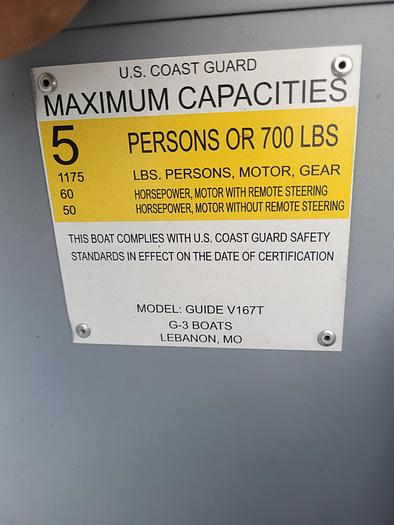 U.S. COAST GUARD
MAXIMUM CAPACITIES
5 PERSONS OR 700 LBS
1175 LBS. PERSONS, MOTOR, GEAR
60 HORSEPOWER, MOTOR WITH REMOTE STEERING
50 HORSEPOWER, MOTOR WITHOUT REMOTE STEERING
THIS BOAT COMPLIES WITH U.S. COAST GUARD SAFETY
STANDARDS IN EFFECT ON THE DATE OF CERTIFICATION
MODEL: GUIDE V167T
G-3 BOATS
LEBANON, MO